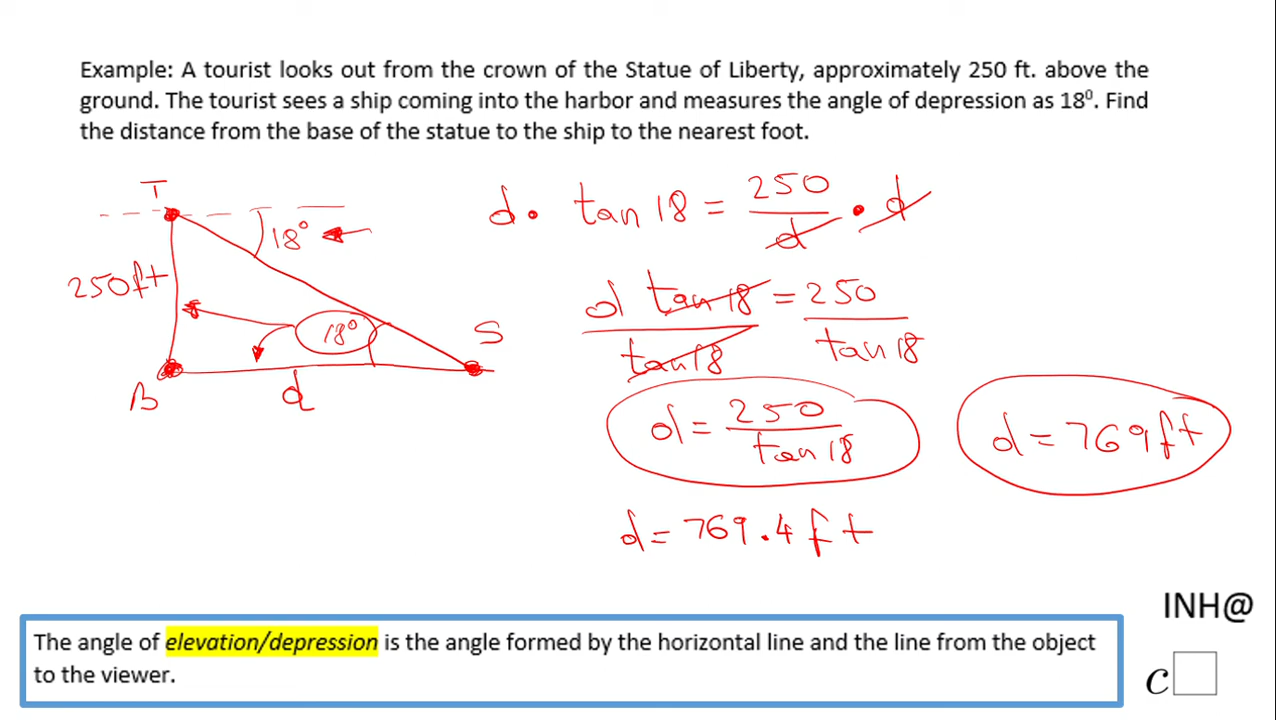 Example: A tourist looks out from the crown of the Statue of Liberty, approximately 250 ft. above the
ground. The tourist sees a ship coming into the harbor and measures the angle of depression as 18⁰. Find
the distance from the base of the statue to the ship to the nearest foot.
T
18°
250ft
18°
S
B
d
d • tan 18 = 250/d • d
d tan 18/tan 18 = 250/tan 18
d = 250/tan 18
d = 769 ft
d = 769.4 ft
The angle of elevation/depression is the angle formed by the horizontal line and the line from the object
to the viewer.
INH@
c